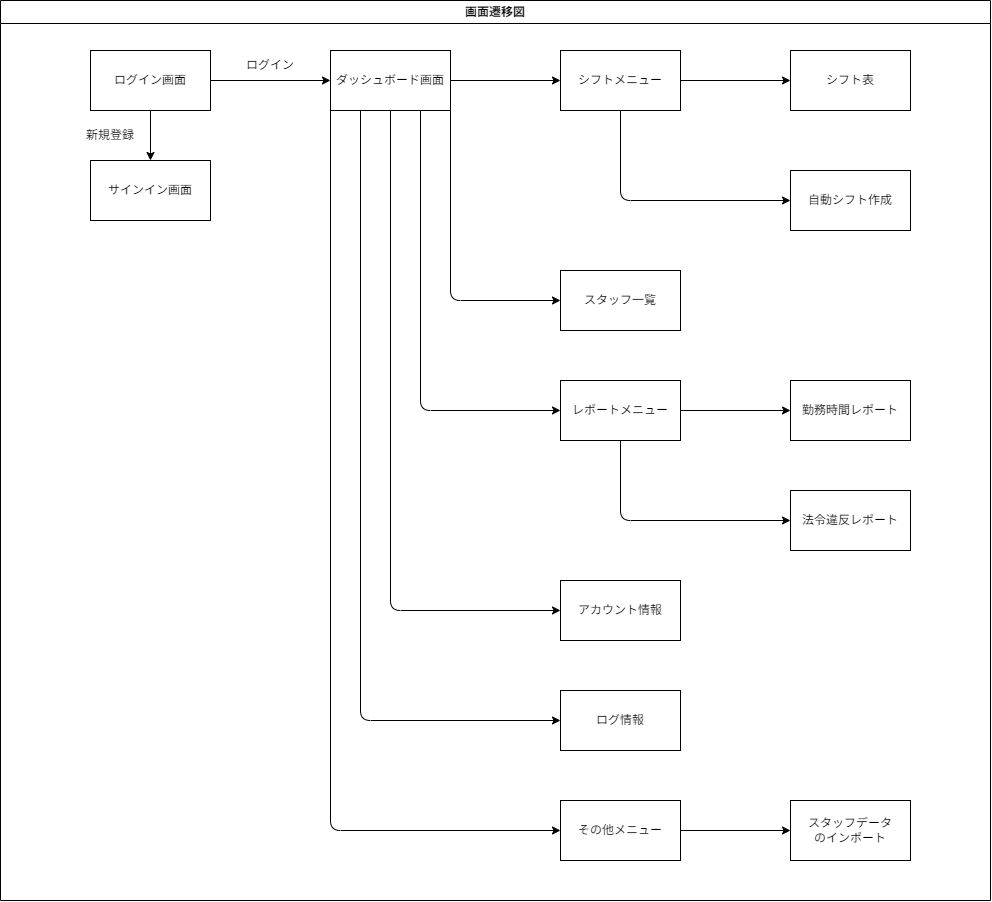 画面遷移図
ログイン画面
ログイン
ダッシュボード画面
シフトメニュー
シフト表
新規登録
サインイン画面
自動シフト作成
スタッフ一覧
レポートメニュー
勤務時間レポート
法令違反レポート
アカウント情報
ログ情報
その他メニュー
スタッフデータ
のインポート